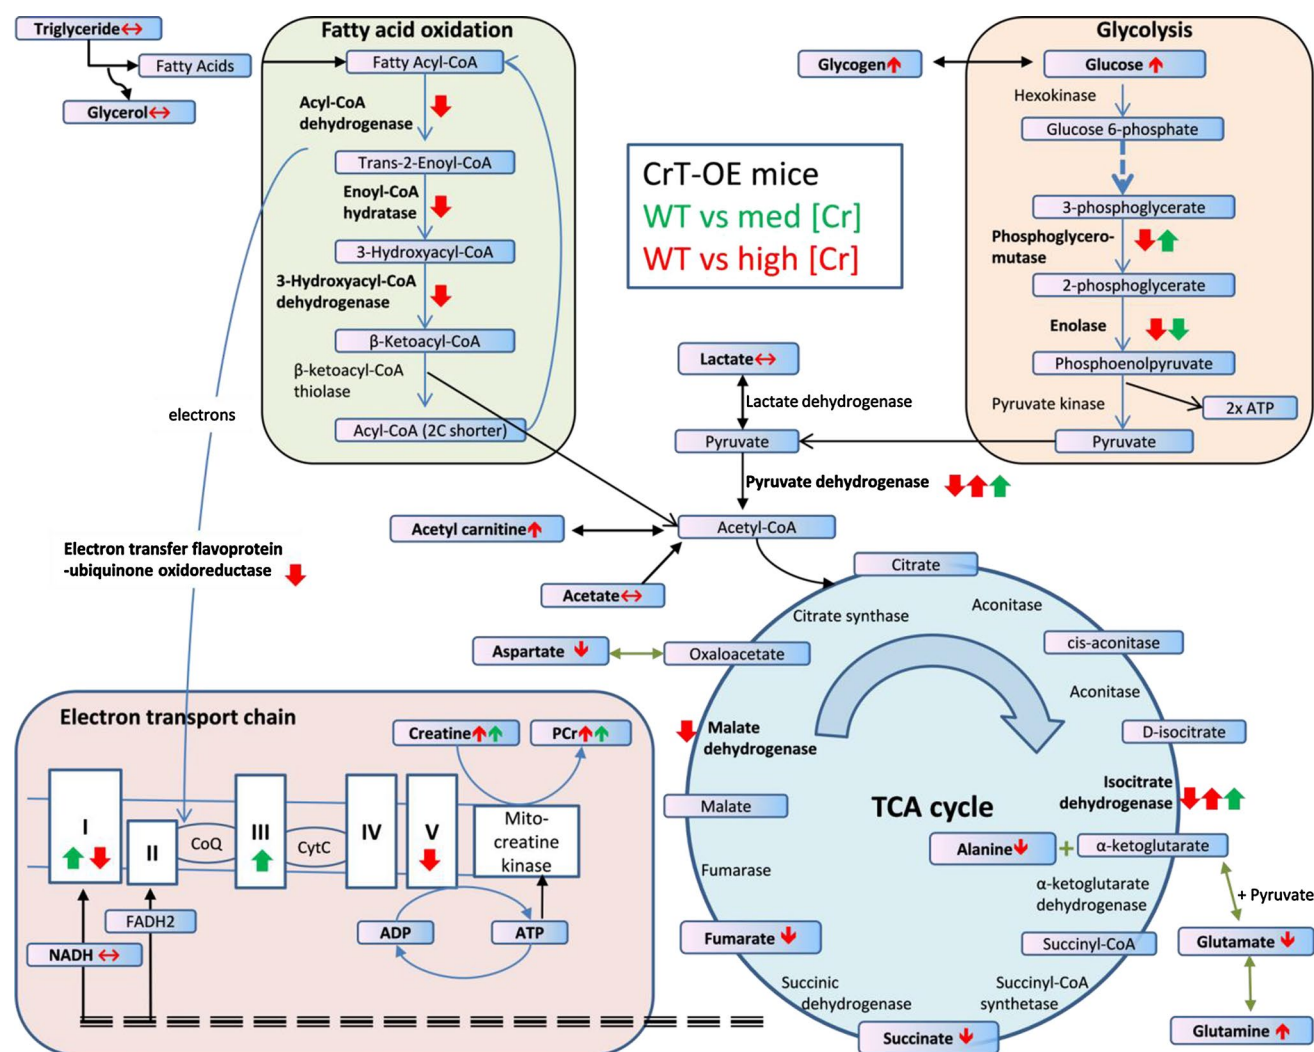 Triglyceride↔
Fatty Acids
Glycerol↔
Fatty acid oxidation
Fatty Acyl-CoA
Acyl-CoA
dehydrogenase
Trans-2-Enoyl-CoA
Enoyl-CoA
hydratase
3-Hydroxyacyl-CoA
3-Hydroxyacyl-CoA
dehydrogenase
β-Ketoacyl-CoA
β-ketoacyl-CoA
thiolase
Acyl-CoA (2C shorter)
electrons
Electron transfer flavoprotein
-ubiquinone oxidoreductase
CrT-OE mice
WT vs med [Cr]
WT vs high [Cr]
Glycolysis
Glycogen
Glucose
Hexokinase
Glucose 6-phosphate
3-phosphoglycerate
Phosphoglycero-
mutase
2-phosphoglycerate
Enolase
Phosphoenolpyruvate
Pyruvate kinase
2x ATP
Pyruvate
Lactate↔
Lactate dehydrogenase
Pyruvate
Pyruvate dehydrogenase
Acetyl carnitine
Acetyl-CoA
Acetate↔
Citrate
Citrate synthase
Aconitase
Aspartate
Oxaloacetate
cis-aconitase
Aconitase
Malate
dehydrogenase
D-isocitrate
Isocitrate
dehydrogenase
TCA cycle
Malate
Alanine
+
α-ketoglutarate
Fumarase
α-ketoglutarate
dehydrogenase
+ Pyruvate
Fumarate
Succinyl-CoA
Glutamate
Succinic
dehydrogenase
Succinyl-CoA
synthetase
Succinate
Glutamine
Electron transport chain
Creatine
PCr
I
II
CoQ
III
CytC
IV
V
Mito-
creatine
kinase
FADH2
ADP
ATP
NADH ↔